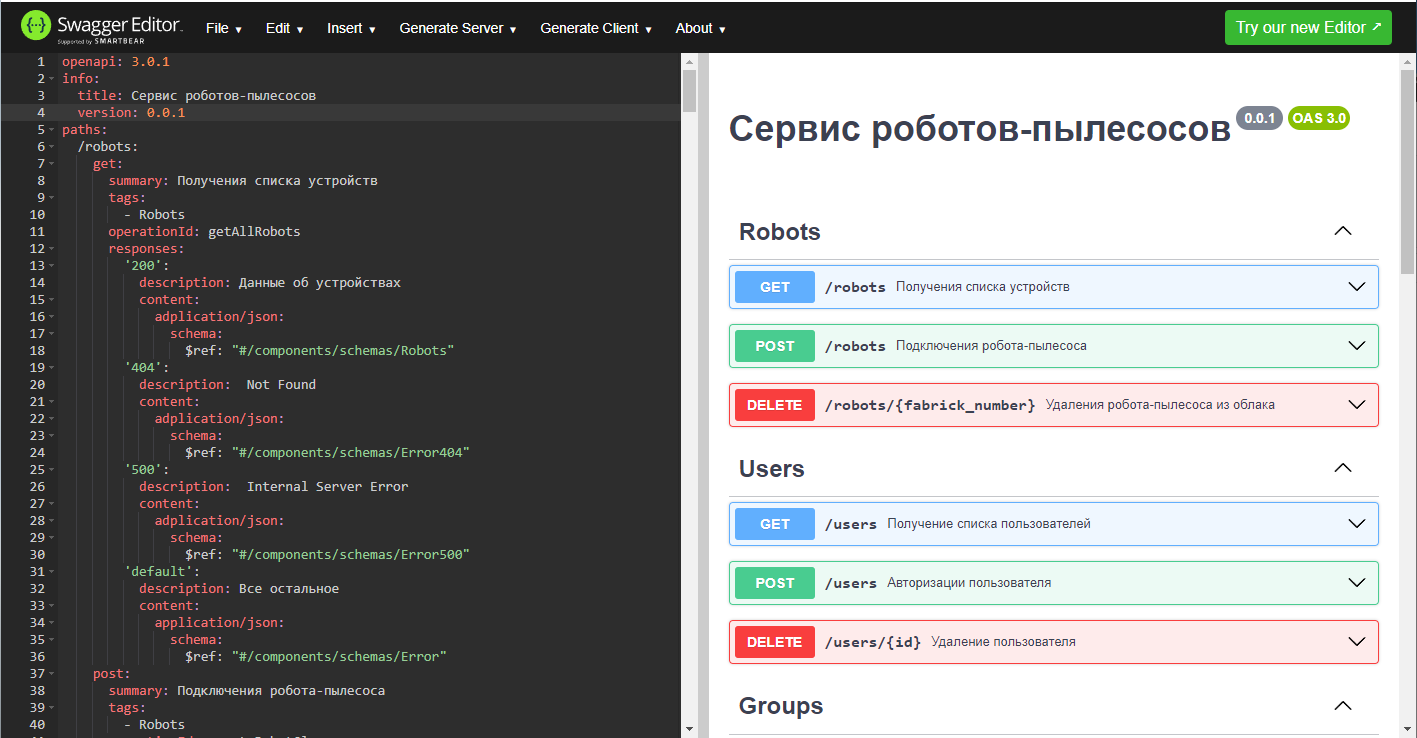 Swagger Editor
Supported by SMARTBEAR
File Edit Insert Generate Server Generate Client About
Try our new Editor
1 openapi: 3.0.1
2 info:
3 title: Сервис роботов-пылесосов
4 version: 0.0.1
5 paths:
6 /robots:
7 get:
8 summary: Получения списка устройств
9 tags:
10 - Robots
11 operationId: getAllRobots
12 responses:
13 '200':
14 description: Данные об устройствах
15 content:
16 adplication/json:
17 schema:
18 $ref: "#/components/schemas/Robots"
19 '404':
20 description:  Not Found
21 content:
22 adplication/json:
23 schema:
24 $ref: "#/components/schemas/Error404"
25 '500':
26 description:  Internal Server Error
27 content:
28 adplication/json:
29 schema:
30 $ref: "#/components/schemas/Error500"
31 'default':
32 description: Все остальное
33 content:
34 application/json:
35 schema:
36 $ref: "#/components/schemas/Error"
37 post:
38 summary: Подключения робота-пылесоса
39 tags:
40 - Robots
Сервис роботов-пылесосов 0.0.1 OAS 3.0
Robots
GET /robots Получения списка устройств
POST /robots Подключения робота-пылесоса
DELETE /robots/{fabrick_number} Удаления робота-пылесоса из облака
Users
GET /users Получение списка пользователей
POST /users Авторизации пользователя
DELETE /users/{id} Удаление пользователя
Groups